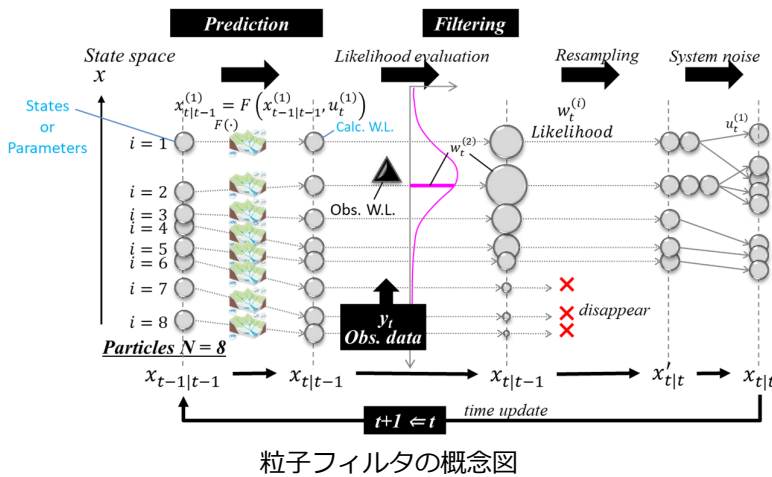 Prediction
Filtering
State space
Likelihood evaluation
Resampling
System noise
x
x_{t|t-1}^{(1)} = F(x_{t-1|t-1}^{(1)}, u_t^{(1)})
F(·)
States
or
Parameters
Calc. W.L.
w_t^{(2)}
w_t^{(i)}
Likelihood
u_t^{(1)}
i = 1
i = 2
i = 3
i = 4
i = 5
i = 6
i = 7
i = 8
Obs. W.L.
y_t
Obs. data
disappear
Particles N = 8
x_{t-1|t-1}
x_{t|t-1}
x_{t|t-1}
x'_{t|t}
x_{t|t}
t+1 ⇐ t
time update
粒子フィルタの概念図